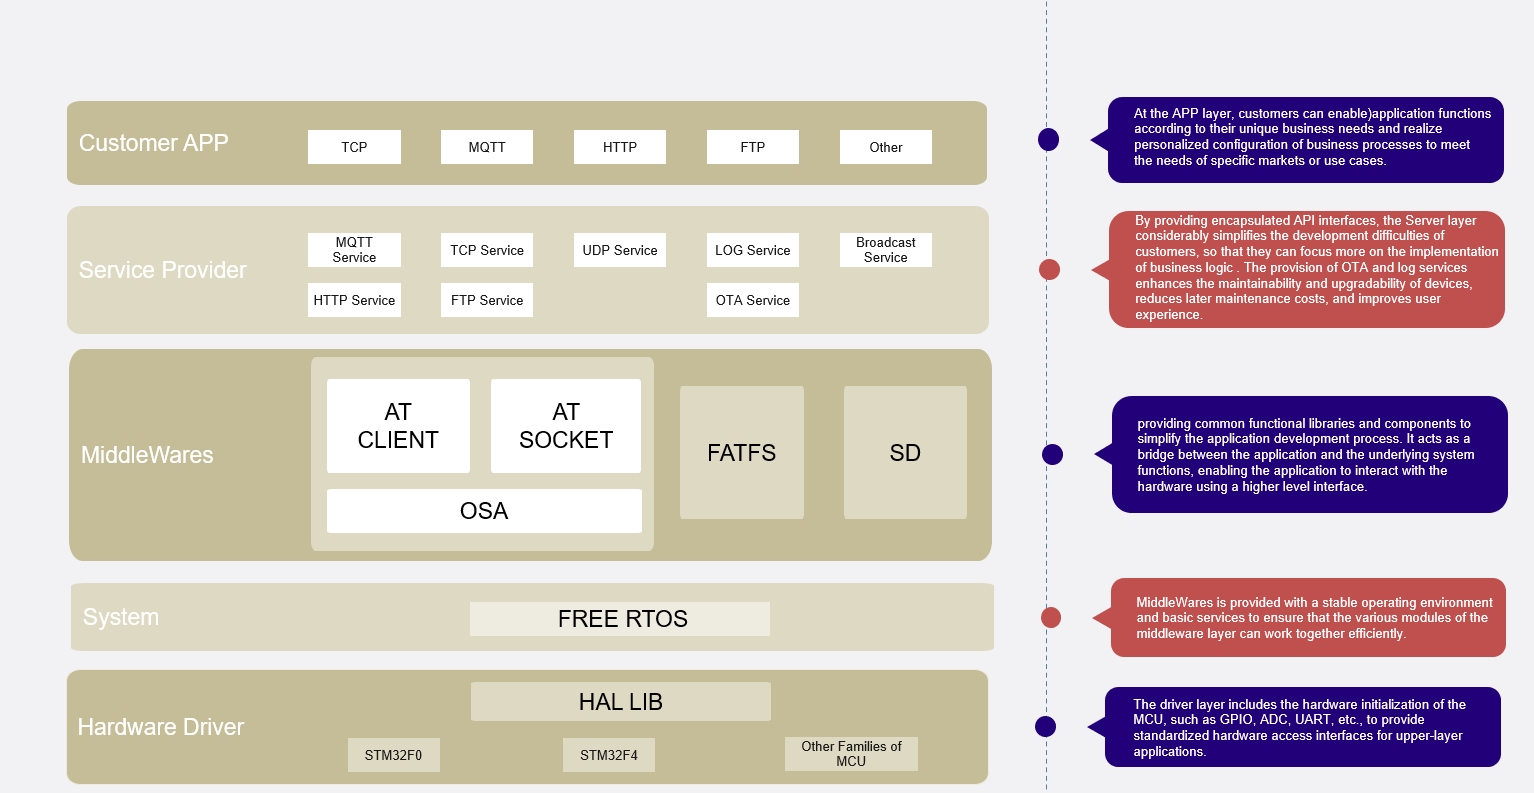 Customer APP
TCP
MQTT
HTTP
FTP
Other
At the APP layer, customers can enable)application functions
according to their unique business needs and realize
personalized configuration of business processes to meet
the needs of specific markets or use cases.
Service Provider
MQTT
Service
TCP Service
UDP Service
LOG Service
Broadcast
Service
HTTP Service
FTP Service
OTA Service
By providing encapsulated API interfaces, the Server layer
considerably simplifies the development difficulties of
customers, so that they can focus more on the implementation
of business logic . The provision of OTA and log services
enhances the maintainability and upgradability of devices,
reduces later maintenance costs, and improves user
experience.
MiddleWares
AT
CLIENT
AT
SOCKET
OSA
FATFS
SD
providing common functional libraries and components to
simplify the application development process. It acts as a
bridge between the application and the underlying system
functions, enabling the application to interact with the
hardware using a higher level interface.
System
FREE RTOS
MiddleWares is provided with a stable operating environment
and basic services to ensure that the various modules of the
middleware layer can work together efficiently.
Hardware Driver
HAL LIB
STM32F0
STM32F4
Other Families of
MCU
The driver layer includes the hardware initialization of the
MCU, such as GPIO, ADC, UART, etc., to provide
standardized hardware access interfaces for upper-layer
applications.